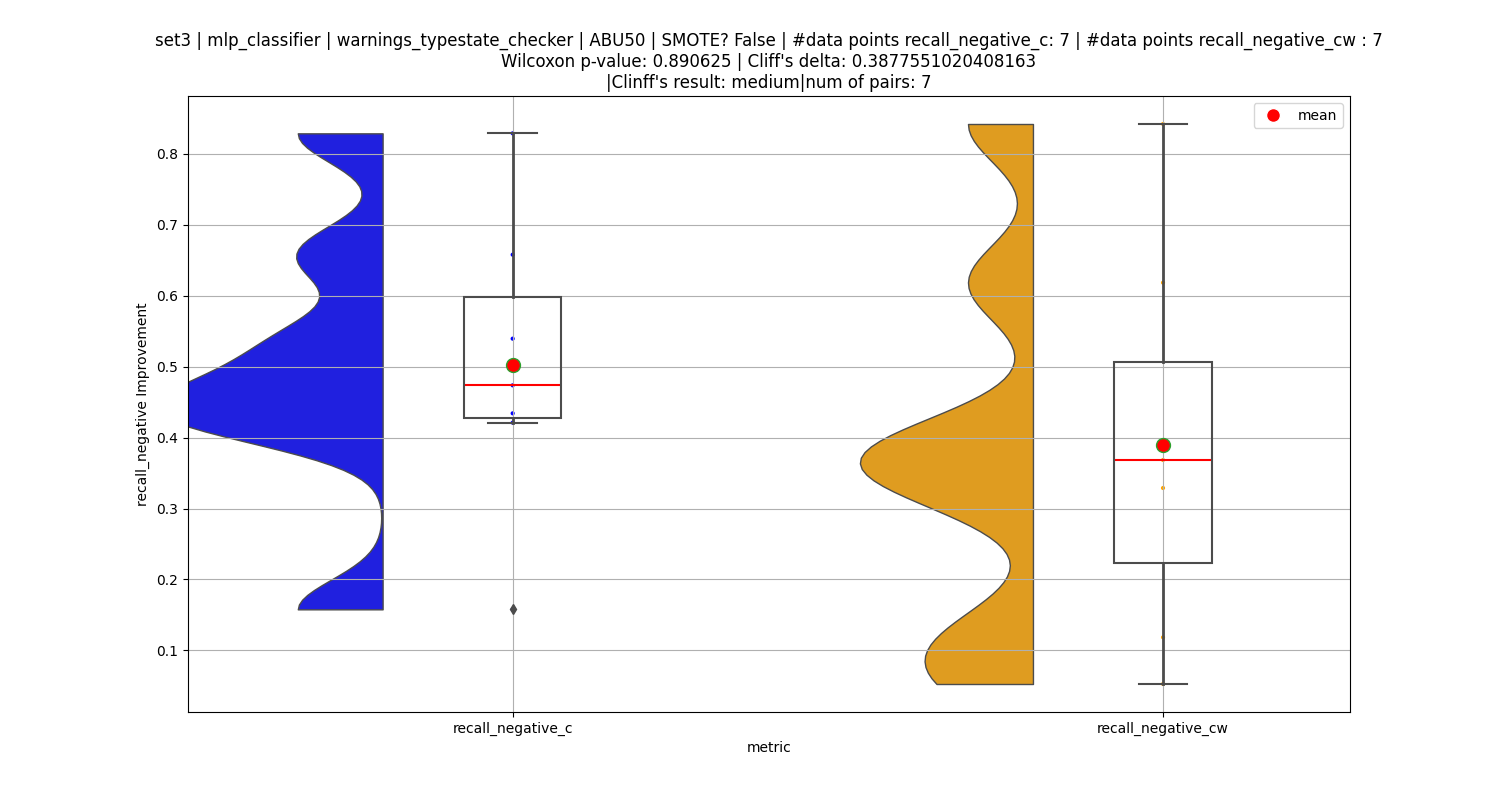 set3 | mlp_classifier | warnings_typestate_checker | ABU50 | SMOTE? False | #data points recall_negative_c: 7 | #data points recall_negative_cw : 7
Wilcoxon p-value: 0.890625 | Cliff's delta: 0.3877551020408163
|Clinff's result: medium|num of pairs: 7
mean
recall_negative Improvement
0.8
0.7
0.6
0.5
0.4
0.3
0.2
0.1
recall_negative_c
recall_negative_cw
metric